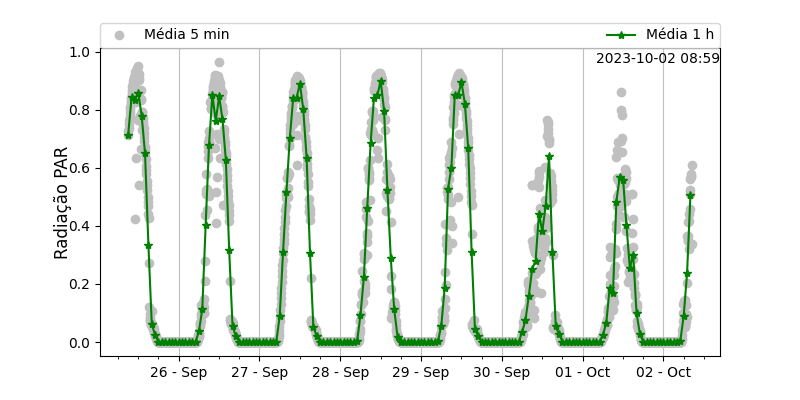 Média 5 min
Média 1 h
2023-10-02 08:59
Radiação PAR
1.0
0.8
0.6
0.4
0.2
0.0
26 - Sep
27 - Sep
28 - Sep
29 - Sep
30 - Sep
01 - Oct
02 - Oct